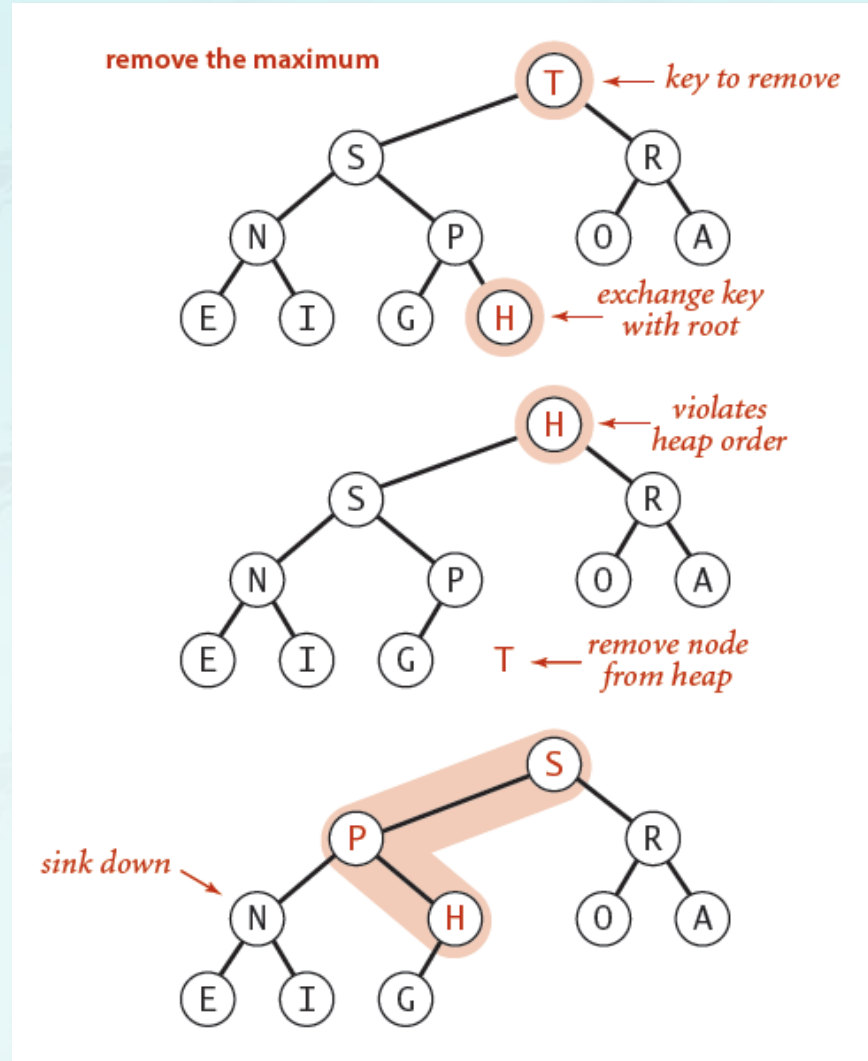 remove the maximum
T
key to remove
S
R
N
P
O
A
E
I
G
H
exchange key
with root
H
violates
heap order
S
R
N
P
O
A
E
I
G
T
remove node
from heap
S
P
R
sink down
N
H
O
A
E
I
G